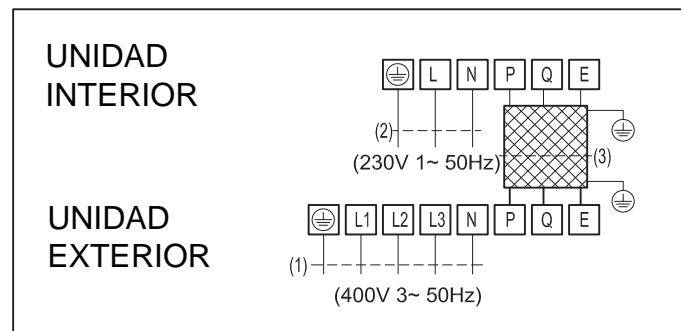 UNIDAD
INTERIOR
L N P Q E
(2)
(230V 1~ 50Hz)
(3)
UNIDAD
EXTERIOR
L1 L2 L3 N P Q E
(1)
(400V 3~ 50Hz)